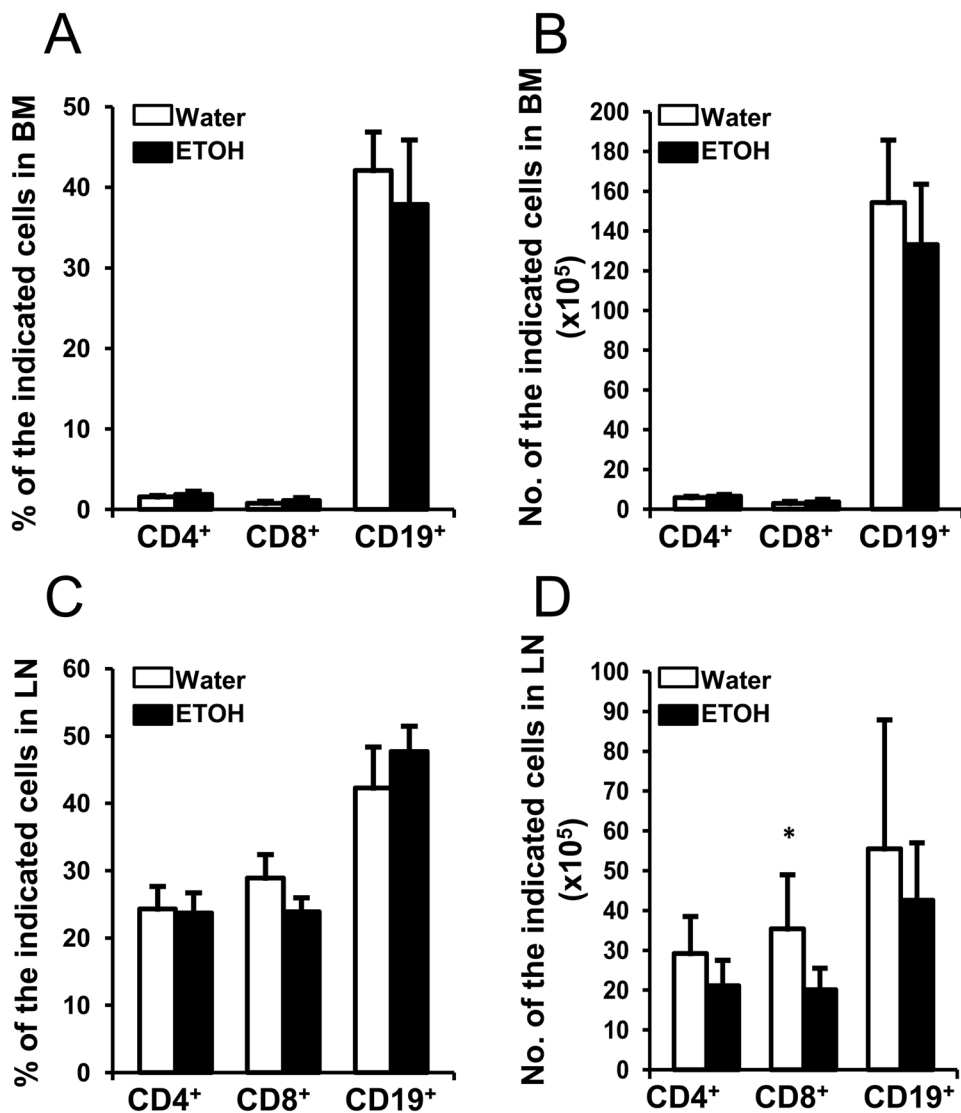 A
% of the indicated cells in BM
50
40
30
20
10
0
Water
ETOH
CD4⁺ CD8⁺ CD19⁺
B
No. of the indicated cells in BM
(x10⁵)
200
180
160
140
120
100
80
60
40
20
0
Water
ETOH
CD4⁺ CD8⁺ CD19⁺
C
% of the indicated cells in LN
60
50
40
30
20
10
0
Water
ETOH
CD4⁺ CD8⁺ CD19⁺
D
No. of the indicated cells in LN
(x10⁵)
100
90
80
70
60
50
40
30
20
10
0
Water
ETOH
*
CD4⁺ CD8⁺ CD19⁺